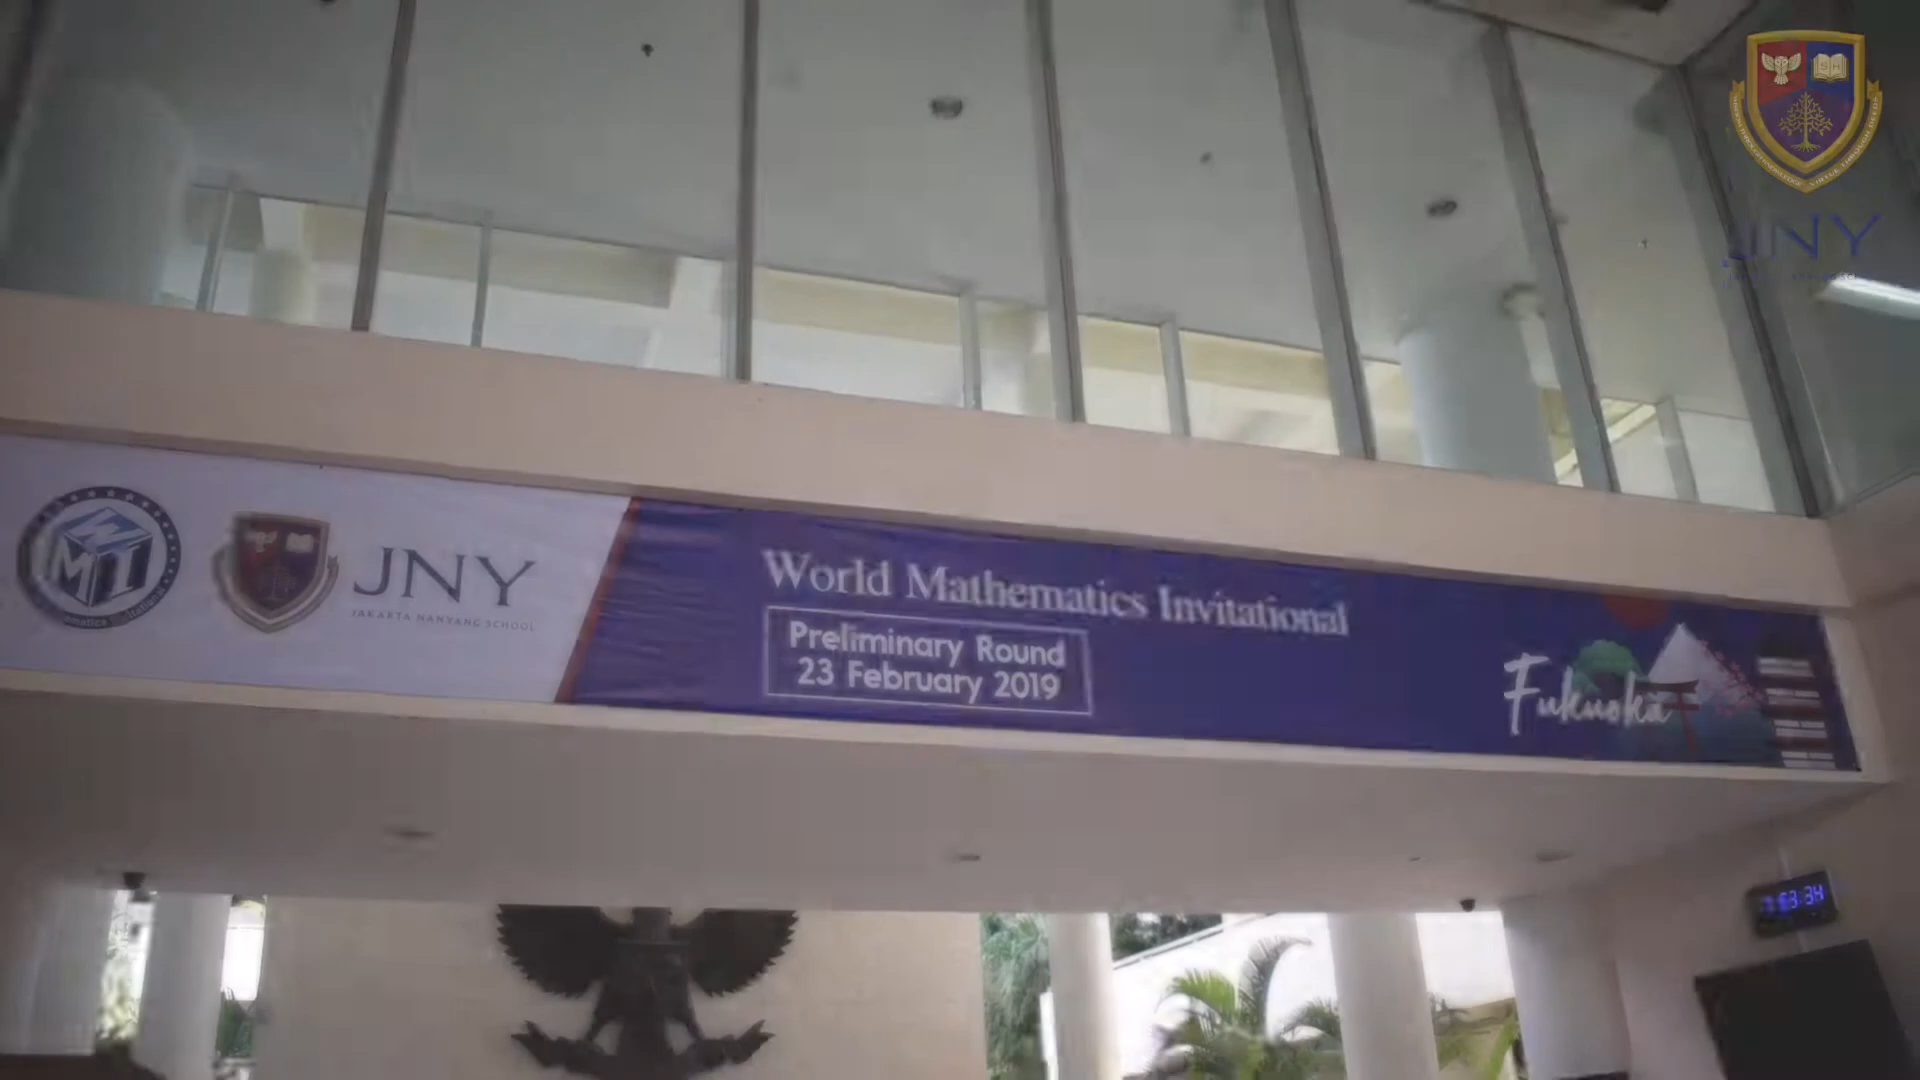 JNY
WMI
JNY
JAKARTA NANYANG SCHOOL
World Mathematics Invitational
Preliminary Round
23 February 2019
Fukuoka